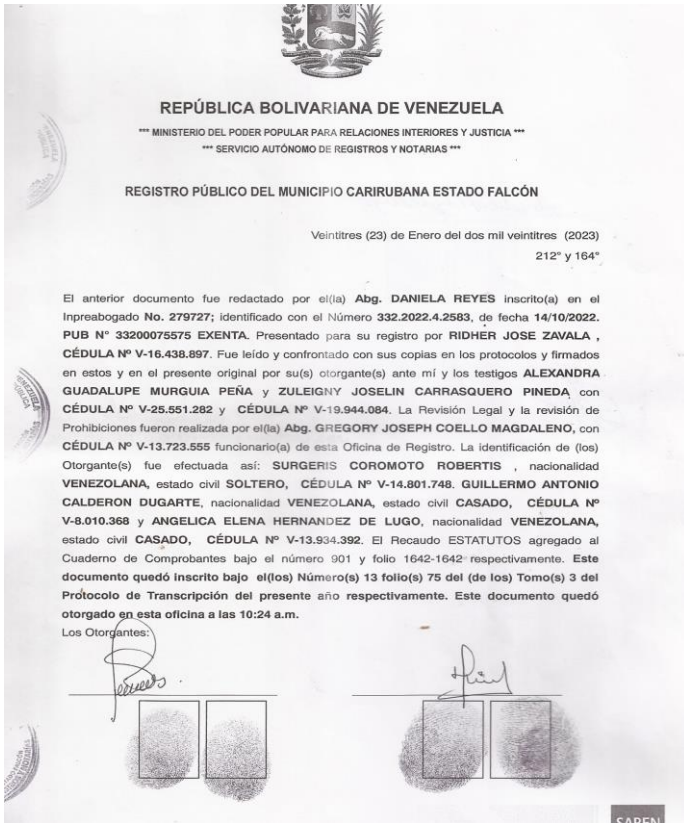 REPÚBLICA BOLIVARIANA DE VENEZUELA
*** MINISTERIO DEL PODER POPULAR PARA RELACIONES INTERIORES Y JUSTICIA ***
*** SERVICIO AUTÓNOMO DE REGISTROS Y NOTARIAS ***
REGISTRO PÚBLICO DEL MUNICIPIO CARIRUBANA ESTADO FALCÓN
Veintitres (23) de Enero del dos mil veintitres (2023)
212° y 164°
El anterior documento fue redactado por el(la) Abg. DANIELA REYES inscrito(a) en el
Inpreabogado No. 279727; identificado con el Número 332.2022.4.2583, de fecha 14/10/2022.
PUB N° 33200075575 EXENTA. Presentado para su registro por RIDHER JOSE ZAVALA ,
CÉDULA Nº V-16.438.897. Fue leído y confrontado con sus copias en los protocolos y firmados
en estos y en el presente original por su(s) otorgante(s) ante mí y los testigos ALEXANDRA
GUADALUPE MURGUIA PEÑA y ZULEIGNY JOSELIN CARRASQUERO PINEDA con
CÉDULA Nº V-25.551.282 y CÉDULA Nº V-19.944.084. La Revisión Legal y la revisión de
Prohibiciones fueron realizada por el(la) Abg. GREGORY JOSEPH COELLO MAGDALENO, con
CÉDULA Nº V-13.723.555 funcionario(a) de esta Oficina de Registro. La identificación de (los)
Otorgante(s) fue efectuada así: SURGERIS COROMOTO ROBERTIS , nacionalidad
VENEZOLANA, estado civil SOLTERO, CÉDULA Nº V-14.801.748. GUILLERMO ANTONIO
CALDERON DUGARTE, nacionalidad VENEZOLANA, estado civil CASADO, CÉDULA Nº
V-8.010.368 y ANGELICA ELENA HERNANDEZ DE LUGO, nacionalidad VENEZOLANA,
estado civil CASADO, CÉDULA Nº V-13.934.392. El Recaudo ESTATUTOS agregado al
Cuaderno de Comprobantes bajo el número 901 y folio 1642-1642 respectivamente. Este
documento quedó inscrito bajo el(los) Número(s) 13 folio(s) 75 del (de los) Tomo(s) 3 del
Protocolo de Transcripción del presente año respectivamente. Este documento quedó
otorgado en esta oficina a las 10:24 a.m.
Los Otorgantes:
SAREN